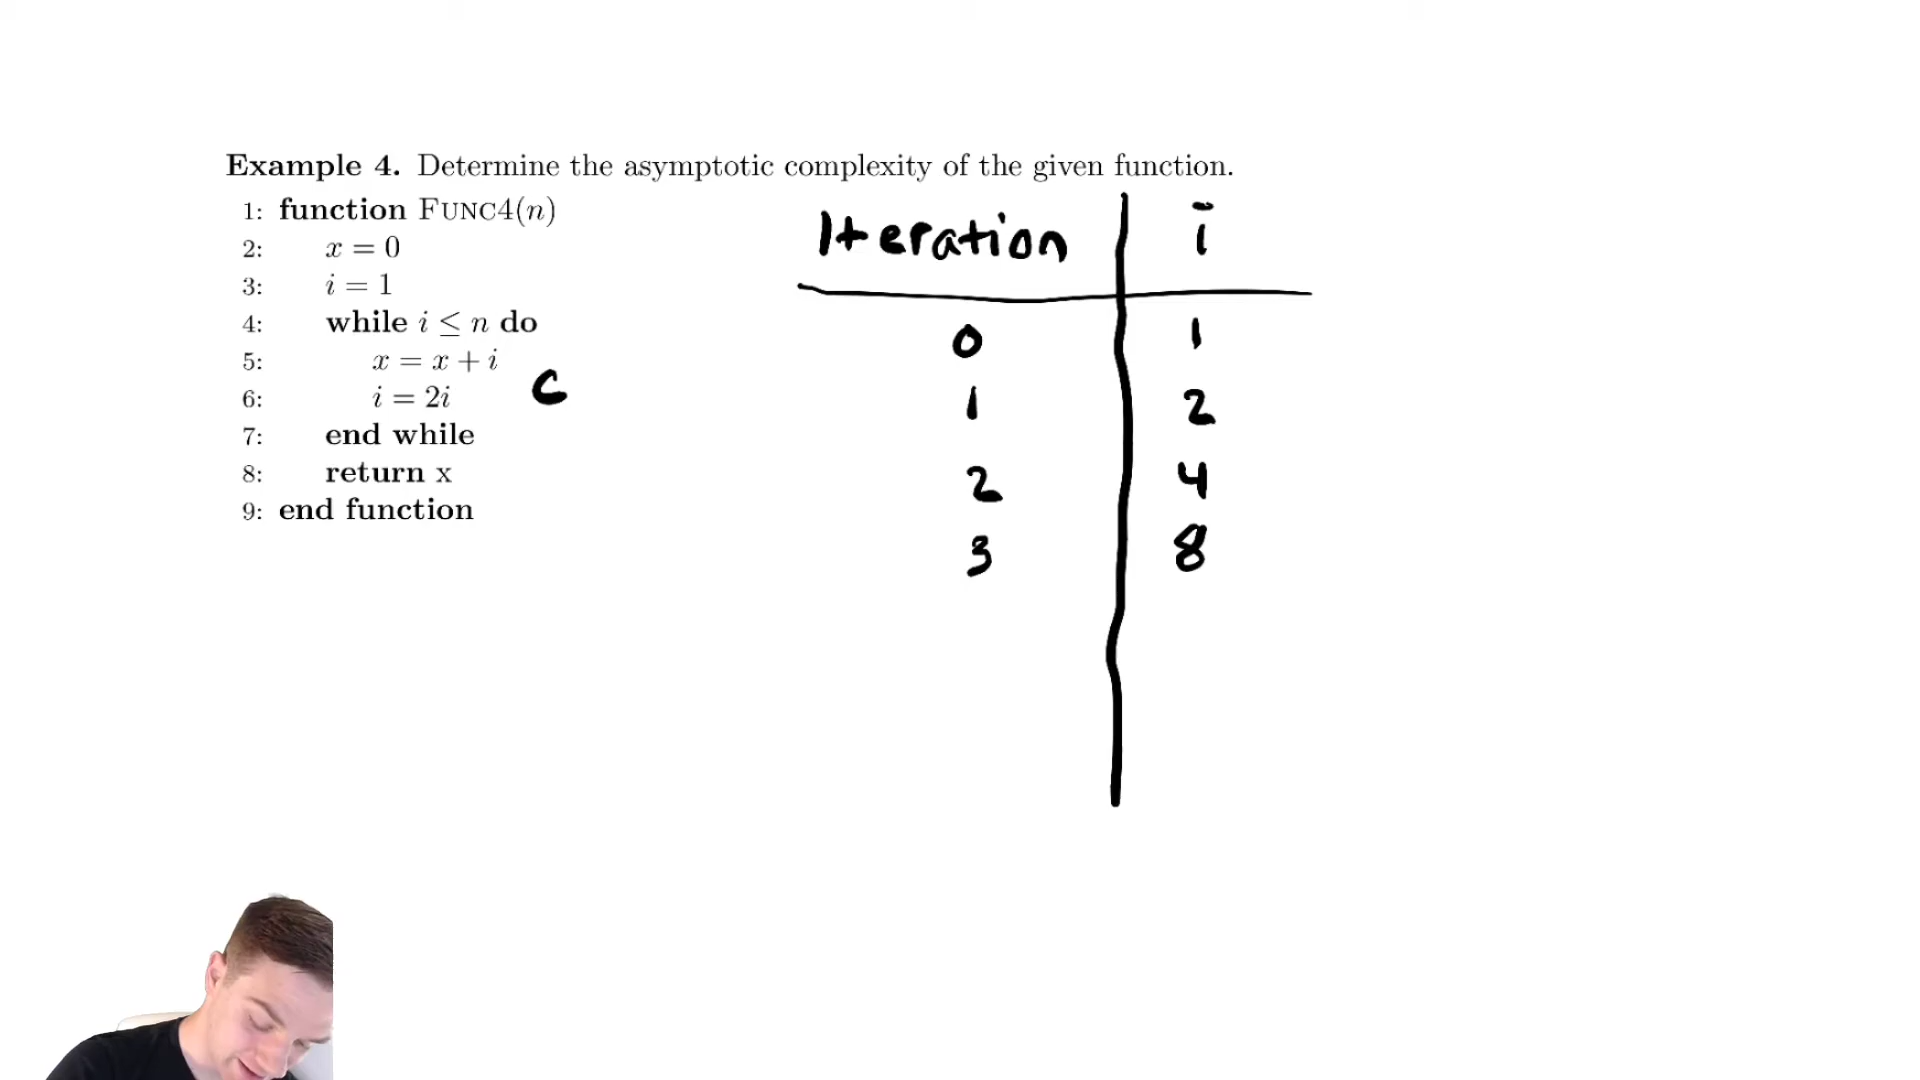 Example 4. Determine the asymptotic complexity of the given function.
1: function FUNC4(n)
2: x = 0
3: i = 1
4: while i ≤ n do
5: x = x + i
6: i = 2i
7: end while
8: return x
9: end function
C
Iteration i
0 1
1 2
2 4
3 8